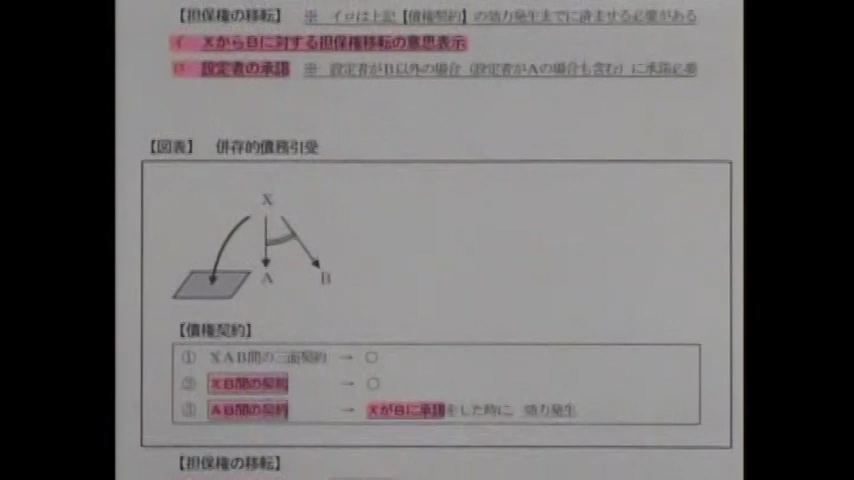 【担保権の移転】 ※ イロは上記【債権契約】の効力発生までに済ませる必要がある
イ XからBに対する担保権移転の意思表示
ロ 設定者の承諾 ※ 設定者がB以外の場合(設定者がAの場合も含む)に承諾必要
【図表】 併存的債務引受
X
A B
【債権契約】
① XAB間の三面契約 → ○
② XB間の契約 → ○
③ AB間の契約 → XがBに承諾をした時に 効力発生
【担保権の移転】